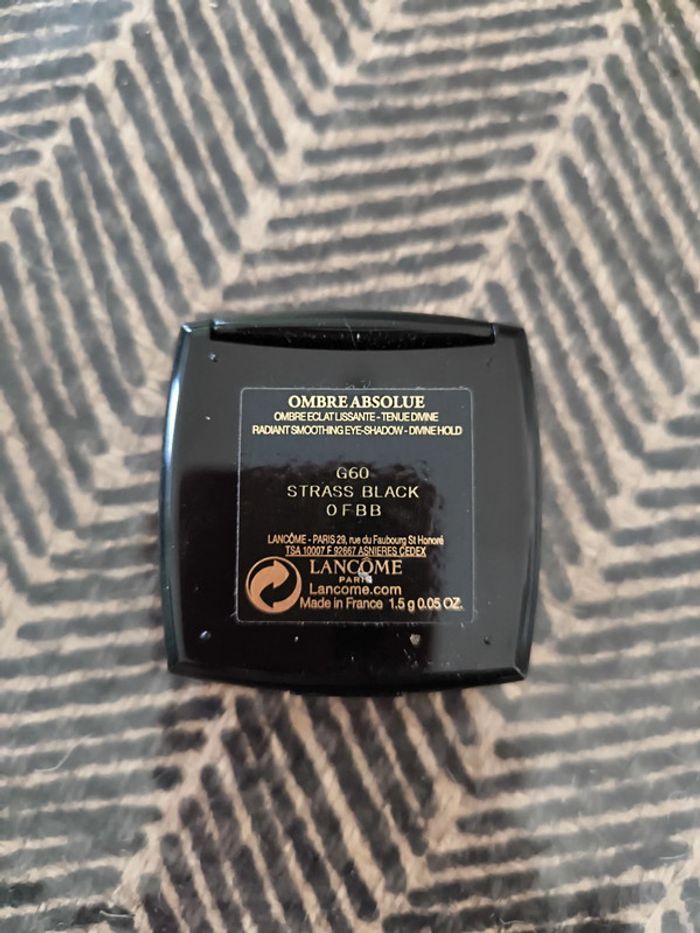 OMBRE ABSOLUE
OMBRE ECLAT LISSANTE - TENUE DIVINE
RADIANT SMOOTHING EYE-SHADOW - DIVINE HOLD
G60
STRASS BLACK
0FBB
LANCÔME - PARIS 29, rue du Faubourg St Honoré
TSA 10007 F 92667 ASNIERES CEDEX
LANCÔME
PARIS
Lancome.com
Made in France 1.5 g 0.05 OZ.